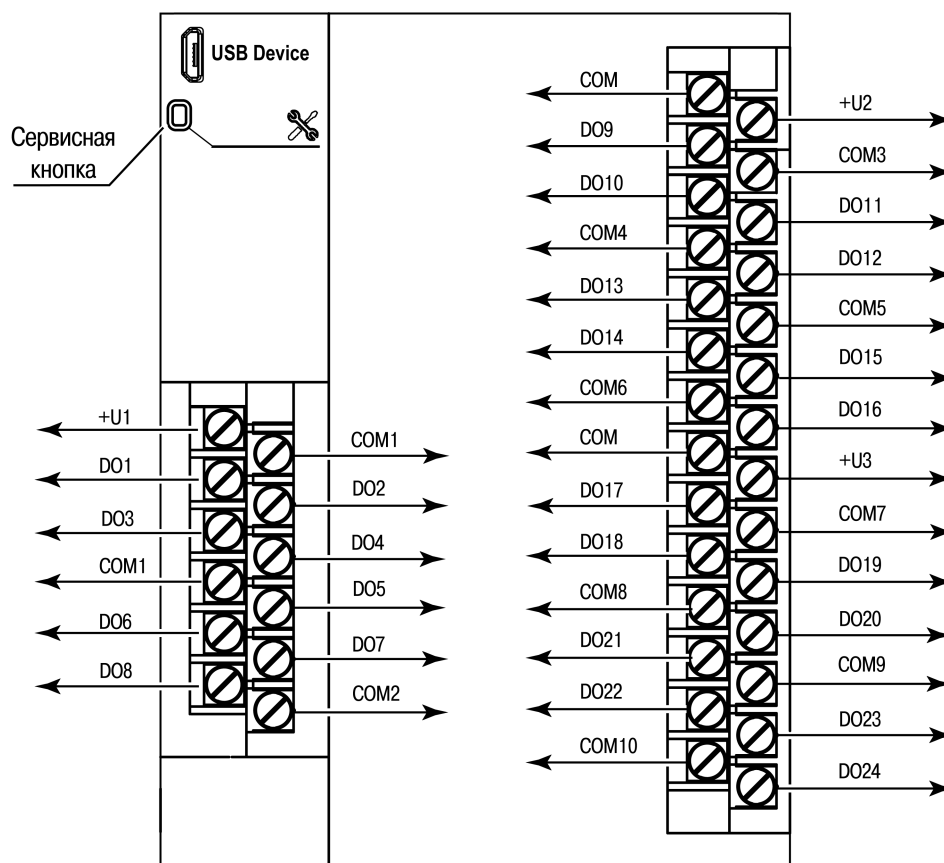 USB Device
Сервисная
кнопка
+U1
COM1
DO1
DO2
DO3
DO4
COM1
DO5
DO6
DO7
DO8
COM2
COM
+U2
DO9
COM3
DO10
DO11
COM4
DO12
DO13
COM5
DO14
DO15
COM6
DO16
COM
+U3
DO17
COM7
DO18
DO19
COM8
DO20
DO21
COM9
DO22
DO23
COM10
DO24